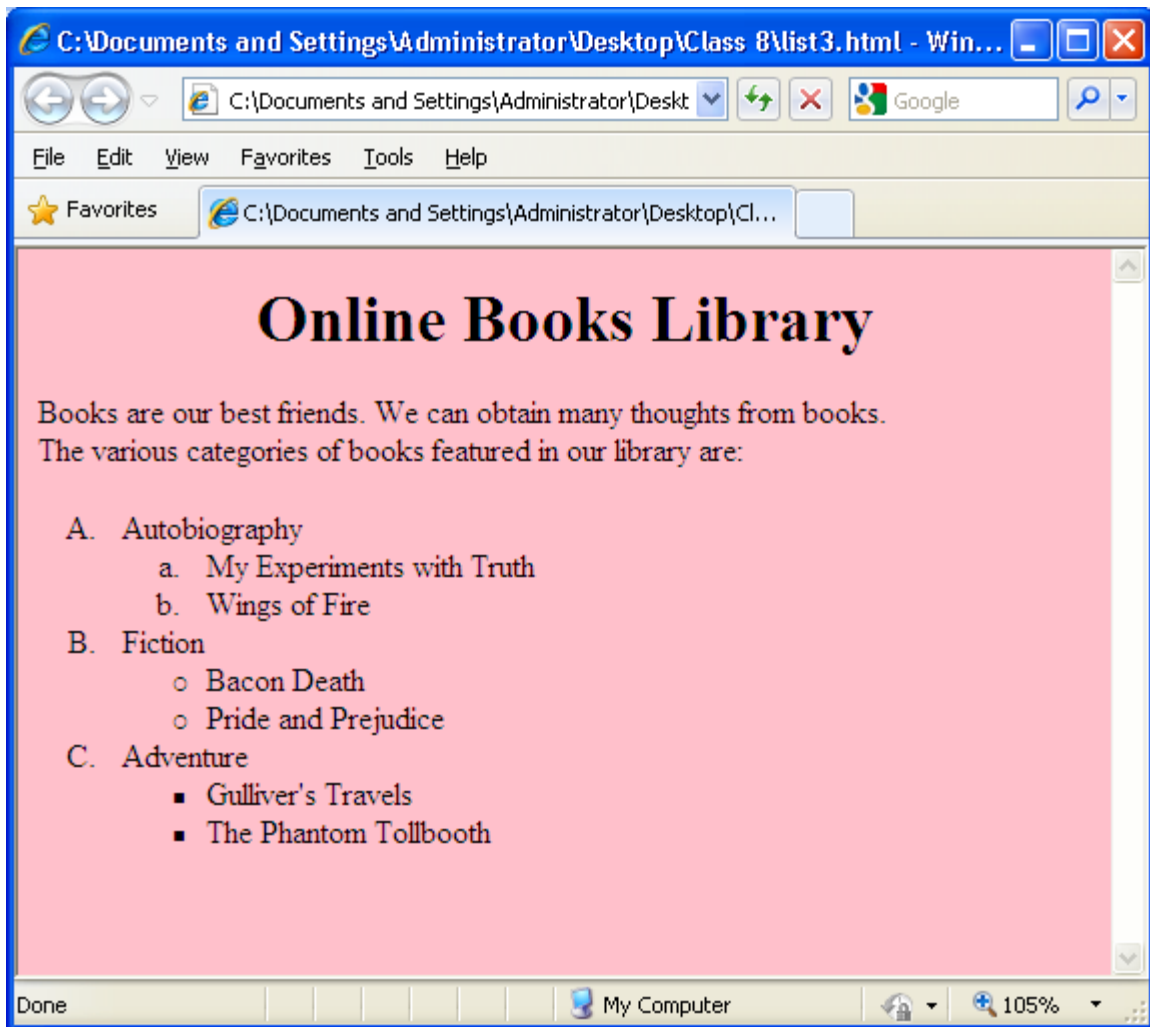 C:\Documents and Settings\Administrator\Desktop\Class 8\list3.html - Win...
C:\Documents and Settings\Administrator\Deskt Google
File Edit View Favorites Tools Help
Favorites C:\Documents and Settings\Administrator\Desktop\Cl...
Online Books Library
Books are our best friends. We can obtain many thoughts from books.
The various categories of books featured in our library are:
A. Autobiography
a. My Experiments with Truth
b. Wings of Fire
B. Fiction
o Bacon Death
o Pride and Prejudice
C. Adventure
▪ Gulliver's Travels
▪ The Phantom Tollbooth
Done My Computer 105%